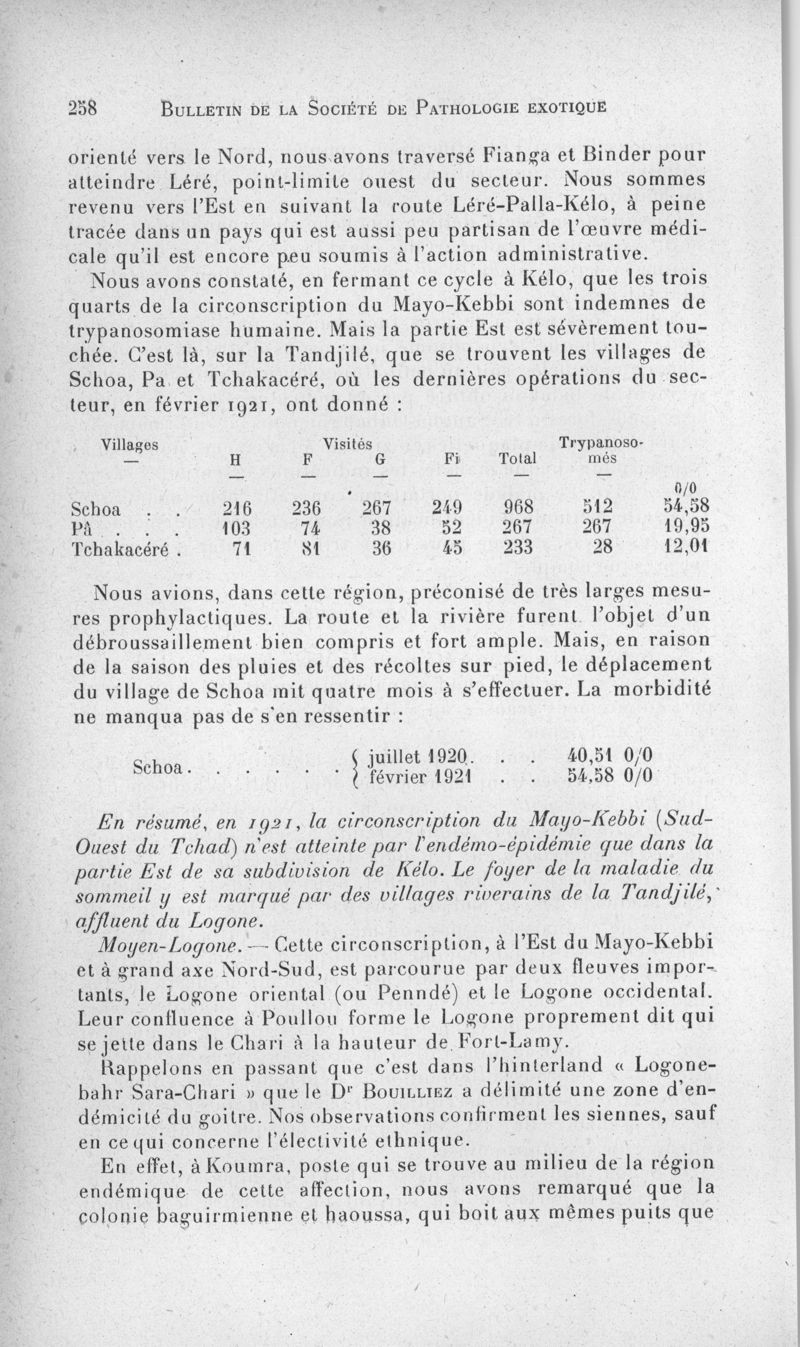 258 BULLETIN DE LA SOCIÉTÉ DE PATHOLOGIE EXOTIQUE
orienté vers le Nord, nous avons traversé Fianga et Binder pour
atteindre Léré, point-limite ouest du secteur. Nous sommes
revenu vers l'Est en suivant la route Léré-Palla-Kélo, à peine
tracée dans un pays qui est aussi peu partisan de l'œuvre médi-
cale qu'il est encore peu soumis à l'action administrative.
Nous avons constaté, en fermant ce cycle à Kélo, que les trois
quarts de la circonscription du Mayo-Kebbi sont indemnes de
trypanosomiase humaine. Mais la partie Est est sévèrement tou-
chée. C'est là, sur la Tandjilé, que se trouvent les villages de
Schoa, Pa et Tchakacéré, où les dernières opérations du sec-
teur, en février 1921, ont donné :
Villages Visités Trypanoso-
— H F G Fi Total més
— — — — — —
0/0
Schoa . . 216 236 267 249 968 512 54,58
Pâ . . . 103 74 38 52 267 267 19,95
Tchakacéré . 71 81 36 45 233 28 12,01
Nous avions, dans cette région, préconisé de très larges mesu-
res prophylactiques. La route et la rivière furent l'objet d'un
débroussaillement bien compris et fort ample. Mais, en raison
de la saison des pluies et des récoltes sur pied, le déplacement
du village de Schoa mit quatre mois à s'effectuer. La morbidité
ne manqua pas de s'en ressentir :
Schoa. . . . . . { juillet 1920. . . 40,51 0/0
{ février 1921 . . 54,58 0/0
En résumé, en 1921, la circonscription du Mayo-Kebbi (Sud-
Ouest du Tchad) n'est atteinte par l'endémo-épidémie que dans la
partie Est de sa subdivision de Kélo. Le foyer de la maladie du
sommeil y est marqué par des villages riverains de la Tandjilé,
affluent du Logone.
Moyen-Logone. — Cette circonscription, à l'Est du Mayo-Kebbi
et à grand axe Nord-Sud, est parcourue par deux fleuves impor-
tants, le Logone oriental (ou Penndé) et le Logone occidental.
Leur confluence à Poullou forme le Logone proprement dit qui
se jette dans le Chari à la hauteur de Fort-Lamy.
Rappelons en passant que c'est dans l'hinterland « Logone-
bahr Sara-Chari » que le Dr BOUILLIEZ a délimité une zone d'en-
démicité du goitre. Nos observations confirment les siennes, sauf
en ce qui concerne l'électivité ethnique.
En effet, à Koumra, poste qui se trouve au milieu de la région
endémique de cette affection, nous avons remarqué que la
colonie baguirmienne et haoussa, qui boit aux mêmes puits que